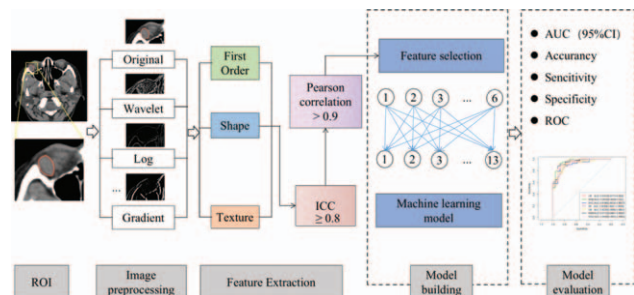 Original
Wavelet
Log
...
Gradient
First
Order
Shape
Texture
Pearson
correlation
> 0.9
ICC
≥ 0.8
Feature selection
1 2 3 ... 6
1 2 3 ... 13
Machine learning
model
AUC (95%CI)
Accurancy
Sencitivity
Specificity
ROC
ROI
Image
preprocessing
Feature Extraction
Model
building
Model
evaluation